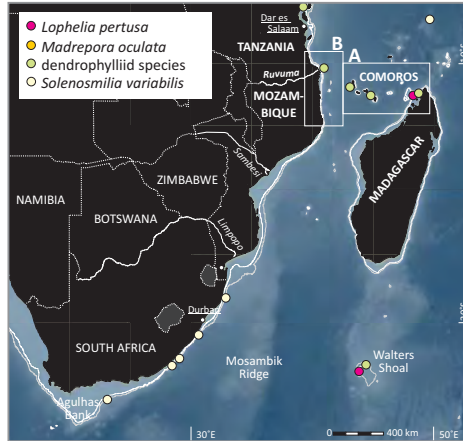 Lophelia pertusa
Madrepora oculata
dendrophylliid species
Solenosmilia variabilis
Dar es
Salaam
TANZANIA
B
A
Ruvuma
COMOROS
MOZAM-
BIQUE
Sambesi
MADAGASCAR
ZIMBABWE
NAMIBIA
BOTSWANA
Limpopo
Durban
SOUTH AFRICA
Mosambik
Ridge
Walters
Shoal
Agulhas
Bank
30°E
0
400 km
50°E